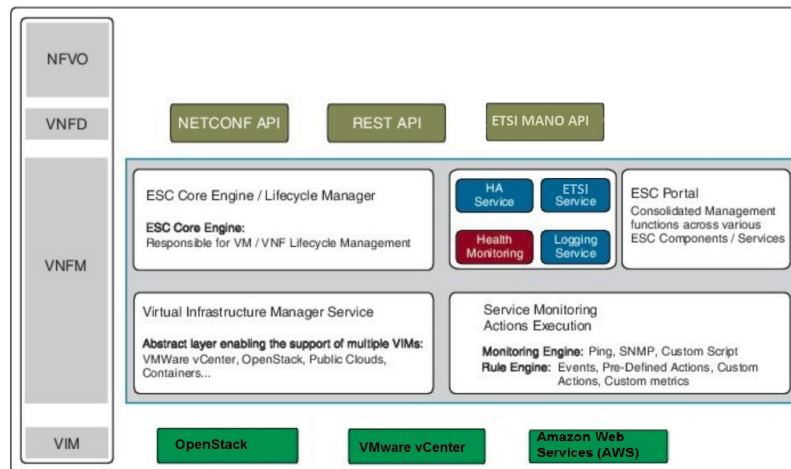 NFVO
VNFD
NETCONF API
REST API
ETSI MANO API
VNFM
ESC Core Engine / Lifecycle Manager
ESC Core Engine:
Responsible for VM / VNF Lifecycle Management
HA
Service
ETSI
Service
Health
Monitoring
Logging
Service
ESC Portal
Consolidated Management
functions across various
ESC Components / Services
Virtual Infrastructure Manager Service
Abstract layer enabling the support of multiple VIMs:
VMWare vCenter, OpenStack, Public Clouds,
Containers...
Service Monitoring
Actions Execution
Monitoring Engine: Ping, SNMP, Custom Script
Rule Engine: Events, Pre-Defined Actions, Custom
Actions, Custom metrics
VIM
OpenStack
VMware vCenter
Amazon Web
Services (AWS)